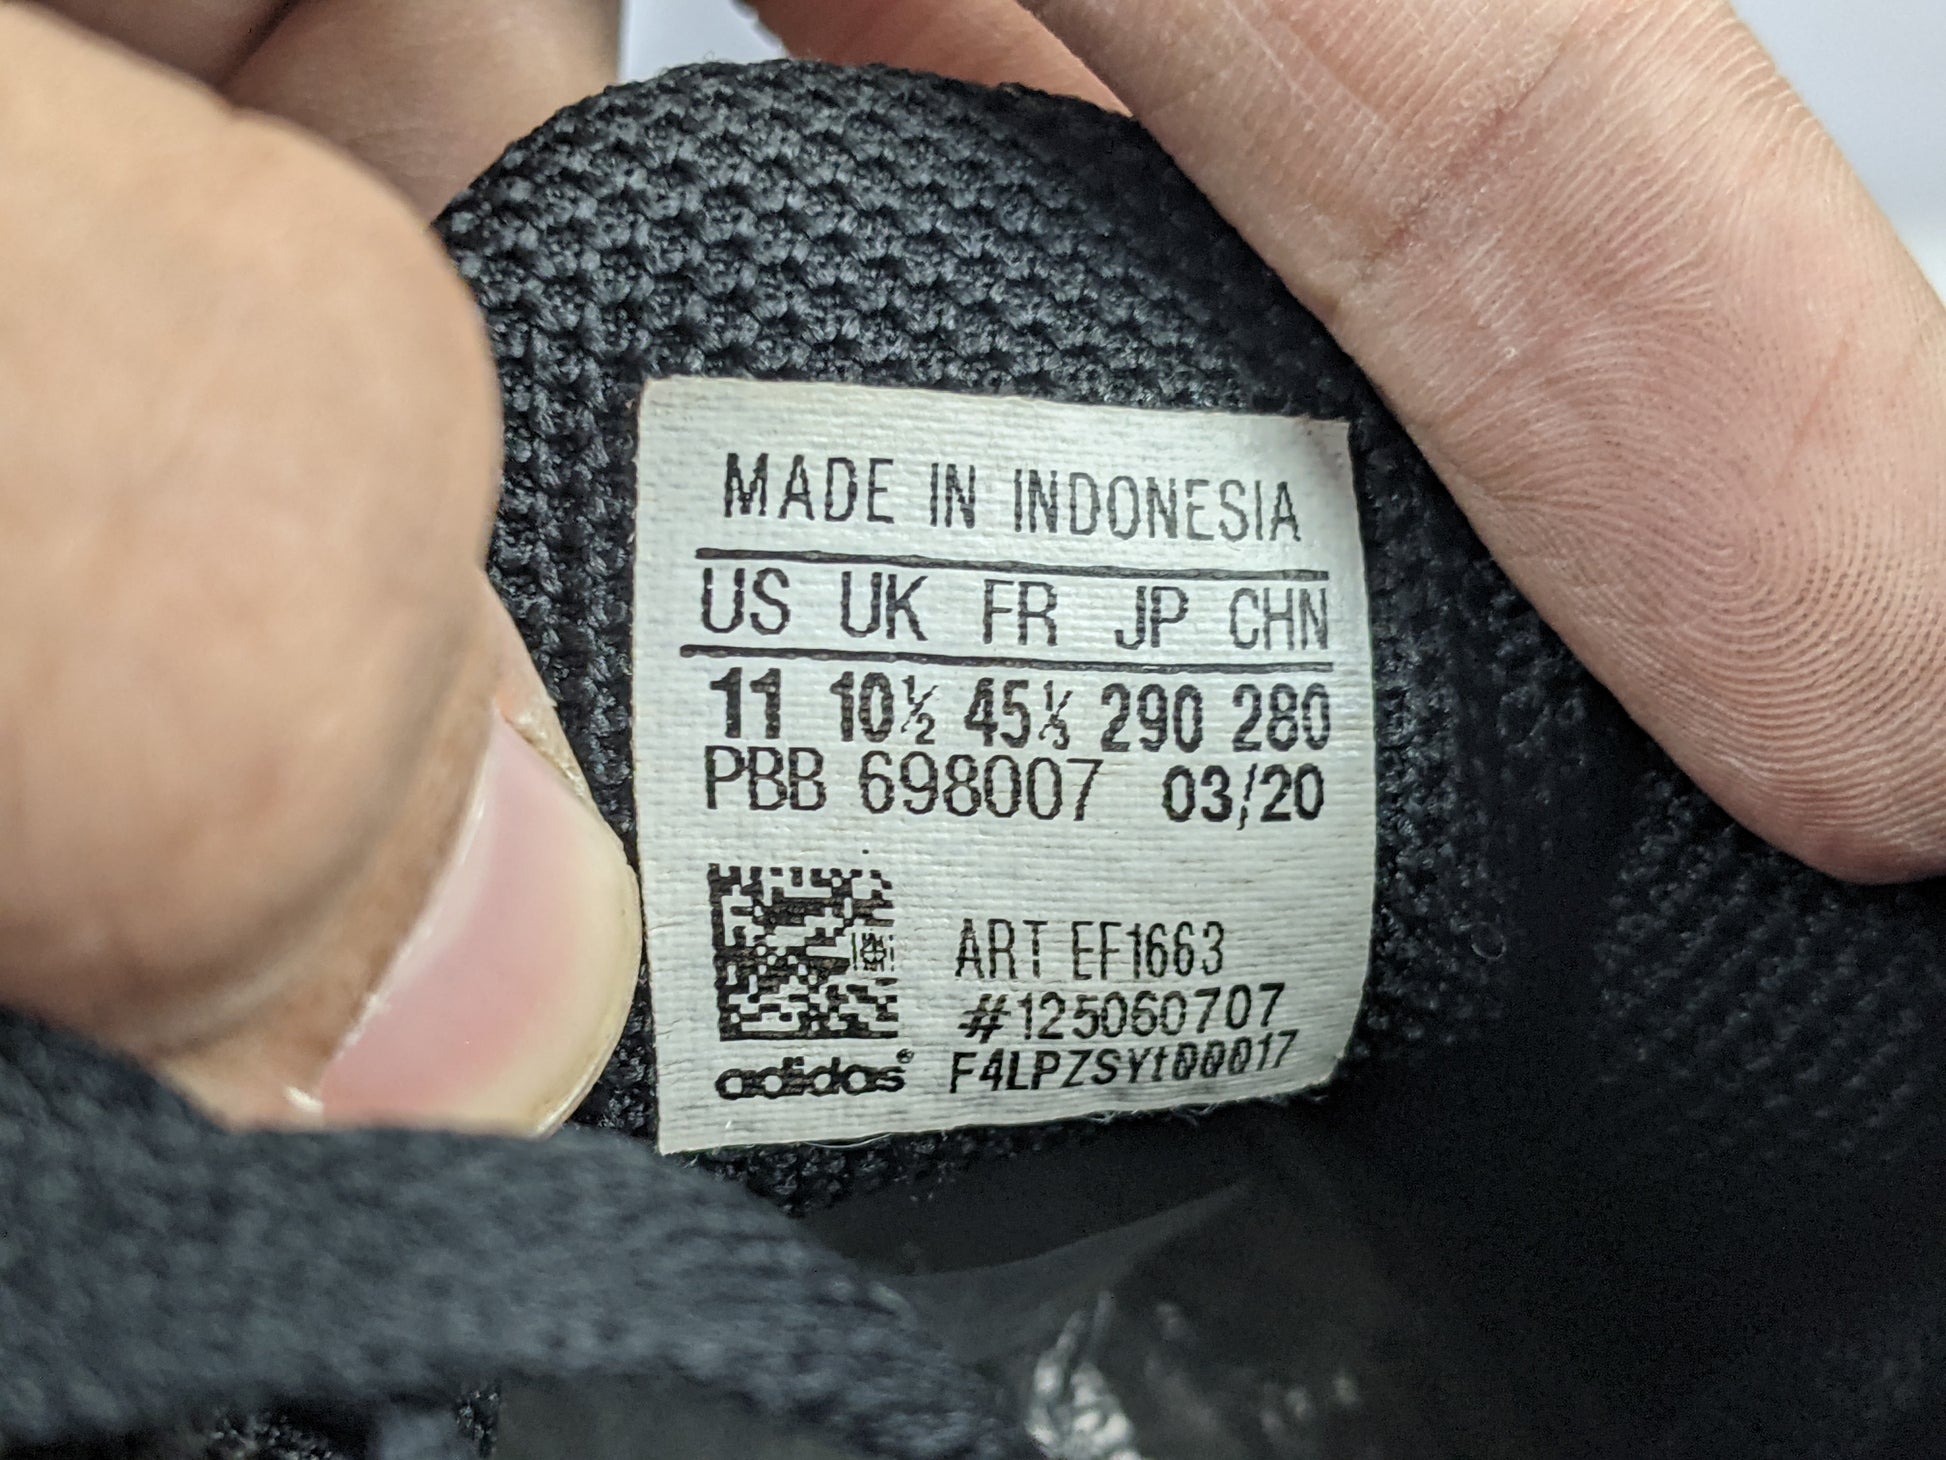 MADE IN INDONESIA
US UK FR JP CHN
11 10½ 45⅓ 290 280
PBB 698007 03/20
ART EF1663
#125060707
adidas® F4LPZSYt00017